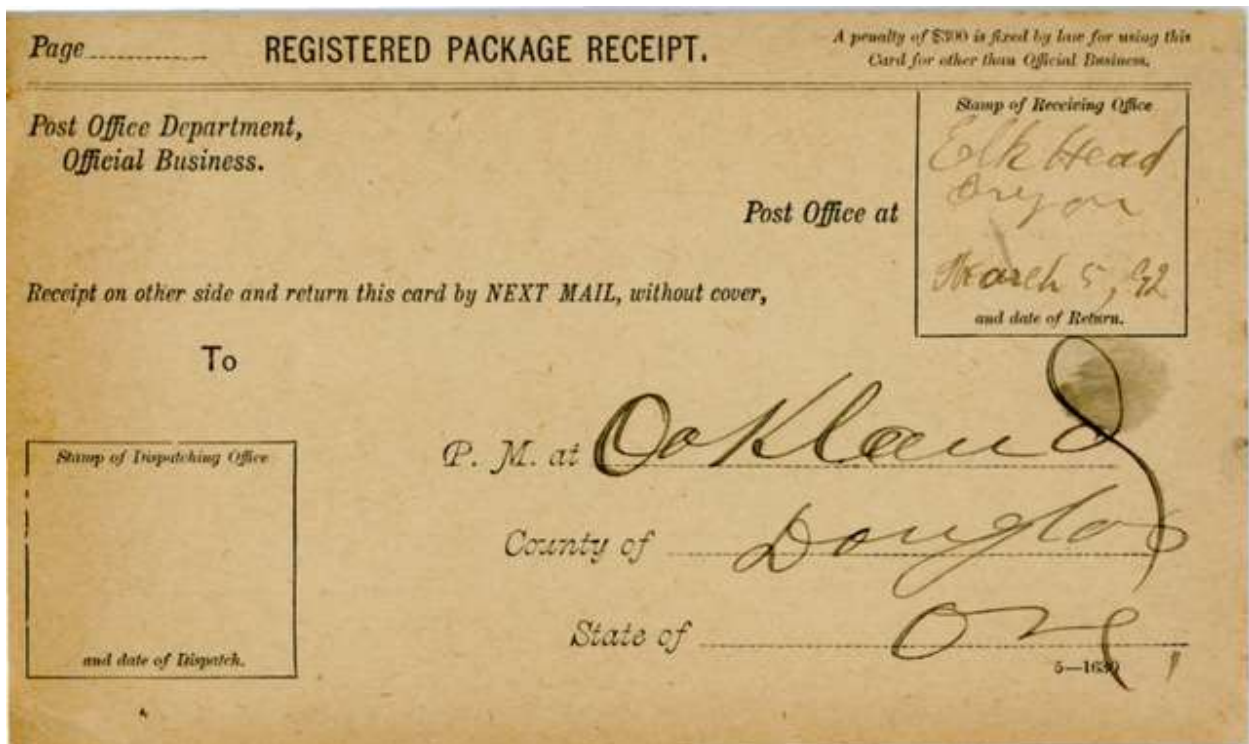 Page
REGISTERED PACKAGE RECEIPT.
A penalty of $300 is fixed by law for using this
Card for other than Official Business.
Post Office Department,
Official Business.
Stamp of Receiving Office
Elk Head
Oregon
March 5, 92
and date of Return.
Post Office at
Receipt on other side and return this card by NEXT MAIL, without cover,
To
Stamp of Dispatching Office
and date of Dispatch.
P. M. at Oakland
County of Douglas
State of Or
5—1630